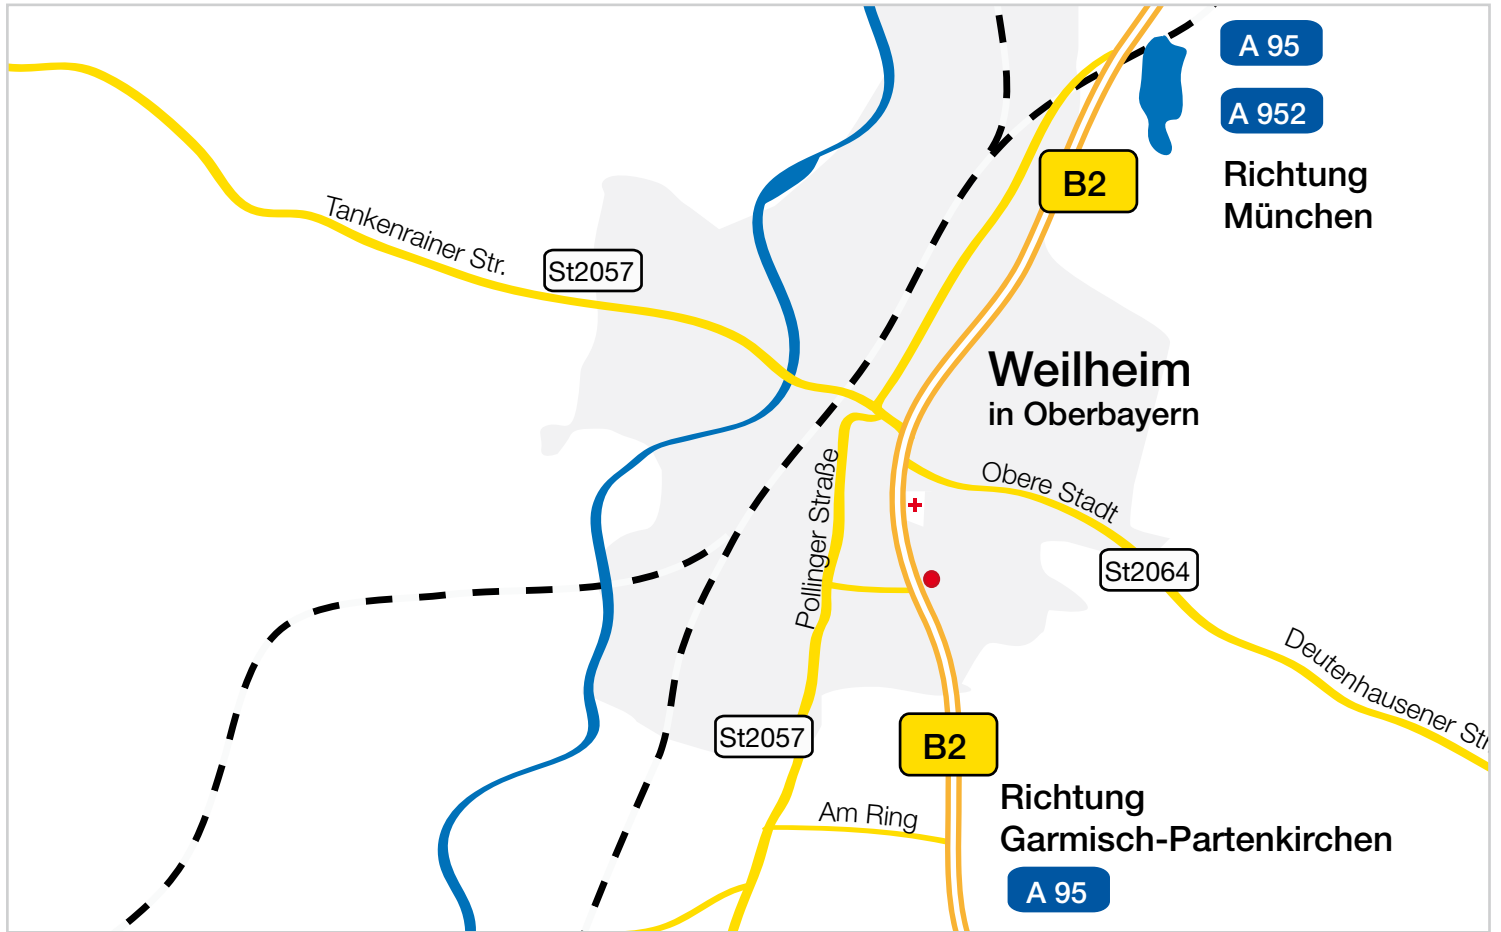 A 95
A 952
B2
Richtung
München
Tankenrainer Str.
St2057
Weilheim
in Oberbayern
Obere Stadt
Pollinger Straße
St2064
Deutenhausener Str
St2057
B2
Richtung
Garmisch-Partenkirchen
Am Ring
A 95